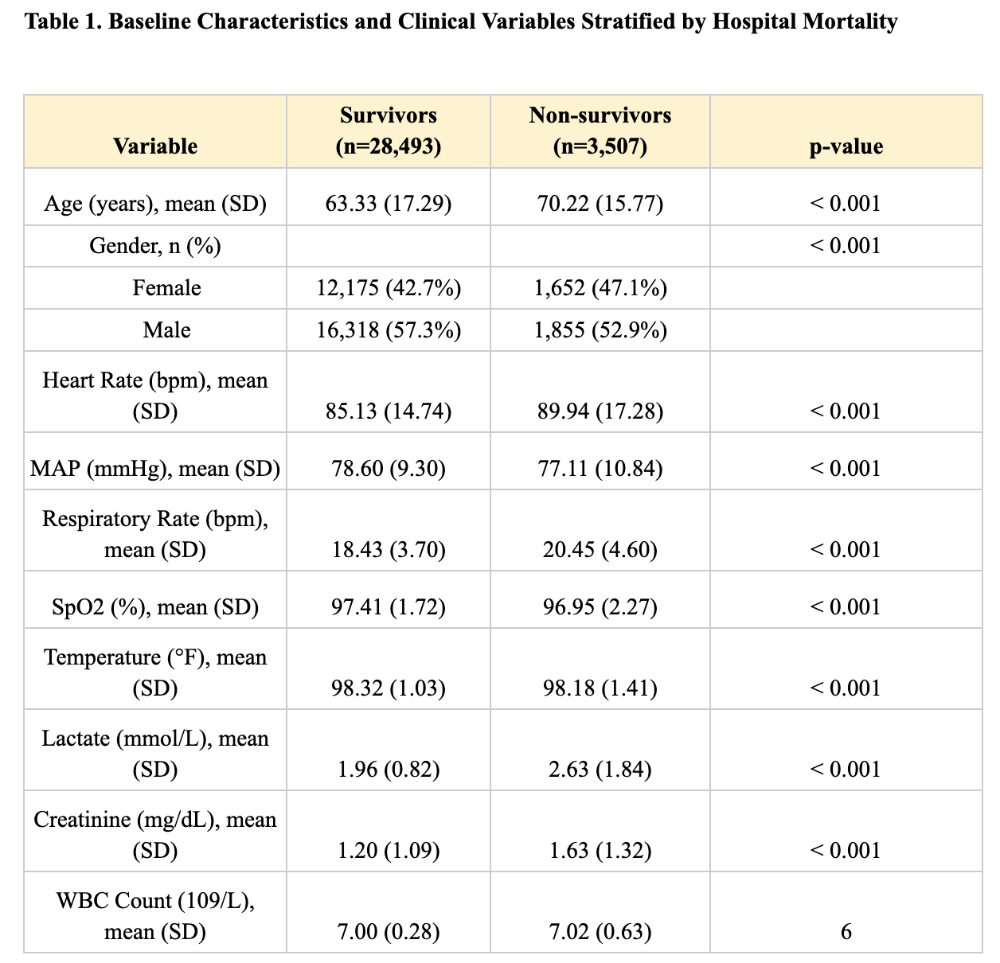 Table 1. Baseline Characteristics and Clinical Variables Stratified by Hospital Mortality
Variable Survivors (n=28,493) Non-survivors (n=3,507) p-value
Age (years), mean (SD) 63.33 (17.29) 70.22 (15.77) < 0.001
Gender, n (%) < 0.001
Female 12,175 (42.7%) 1,652 (47.1%)
Male 16,318 (57.3%) 1,855 (52.9%)
Heart Rate (bpm), mean (SD) 85.13 (14.74) 89.94 (17.28) < 0.001
MAP (mmHg), mean (SD) 78.60 (9.30) 77.11 (10.84) < 0.001
Respiratory Rate (bpm), mean (SD) 18.43 (3.70) 20.45 (4.60) < 0.001
SpO2 (%), mean (SD) 97.41 (1.72) 96.95 (2.27) < 0.001
Temperature (°F), mean (SD) 98.32 (1.03) 98.18 (1.41) < 0.001
Lactate (mmol/L), mean (SD) 1.96 (0.82) 2.63 (1.84) < 0.001
Creatinine (mg/dL), mean (SD) 1.20 (1.09) 1.63 (1.32) < 0.001
WBC Count (109/L), mean (SD) 7.00 (0.28) 7.02 (0.63) 6